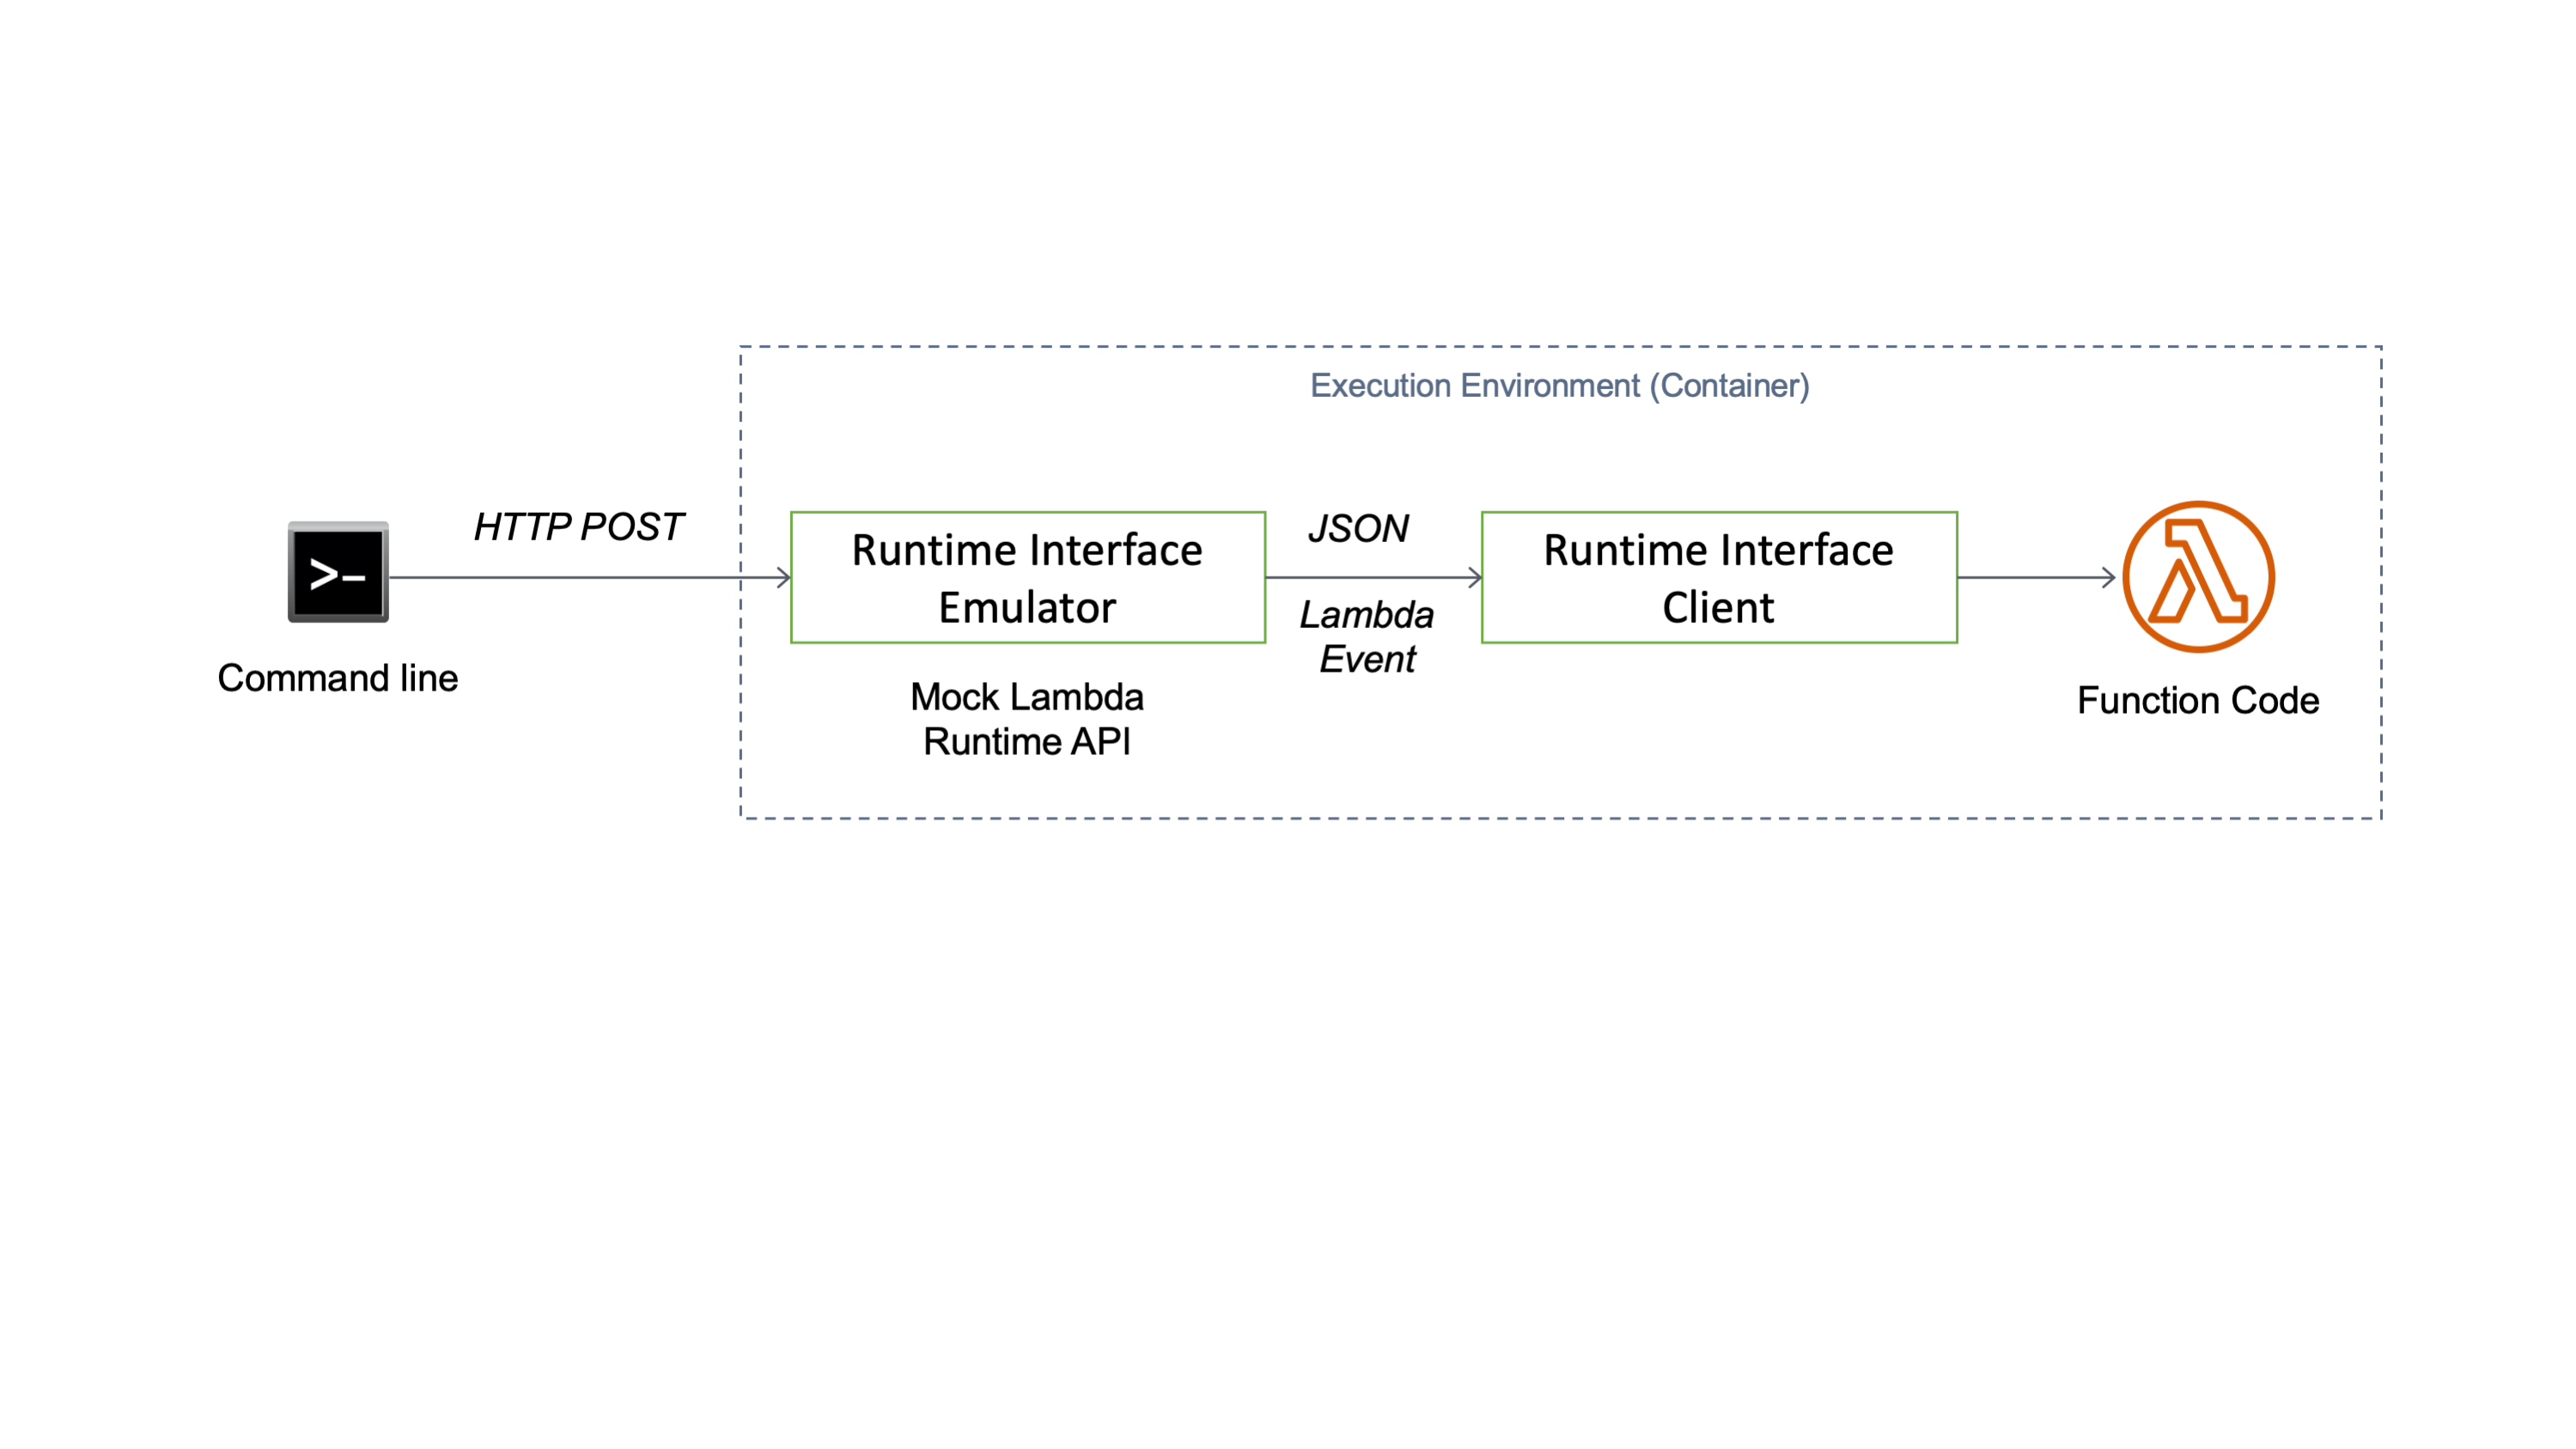 Execution Environment (Container)
>_
HTTP POST
Command line
Runtime Interface
Emulator
Mock Lambda
Runtime API
JSON
Lambda
Event
Runtime Interface
Client
Function Code